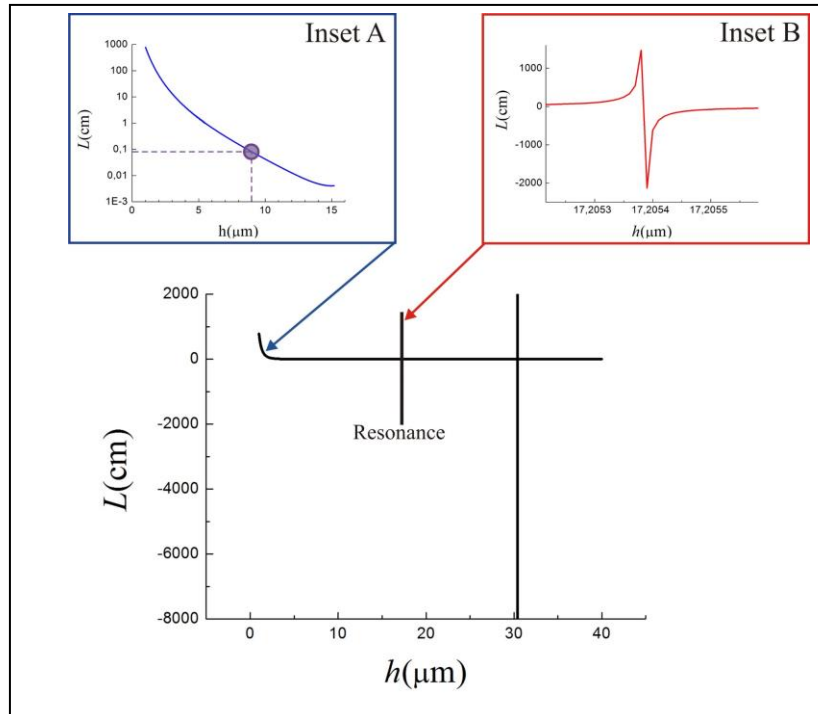 Inset A
1000
100
10
1
0,1
0,01
1E-3
L(cm)
0
5
10
15
h(μm)
Inset B
1000
0
-1000
-2000
L(cm)
17,2053
17,2054
17,2055
h(μm)
2000
0
-2000
-4000
-6000
-8000
L(cm)
Resonance
0
10
20
30
40
h(μm)